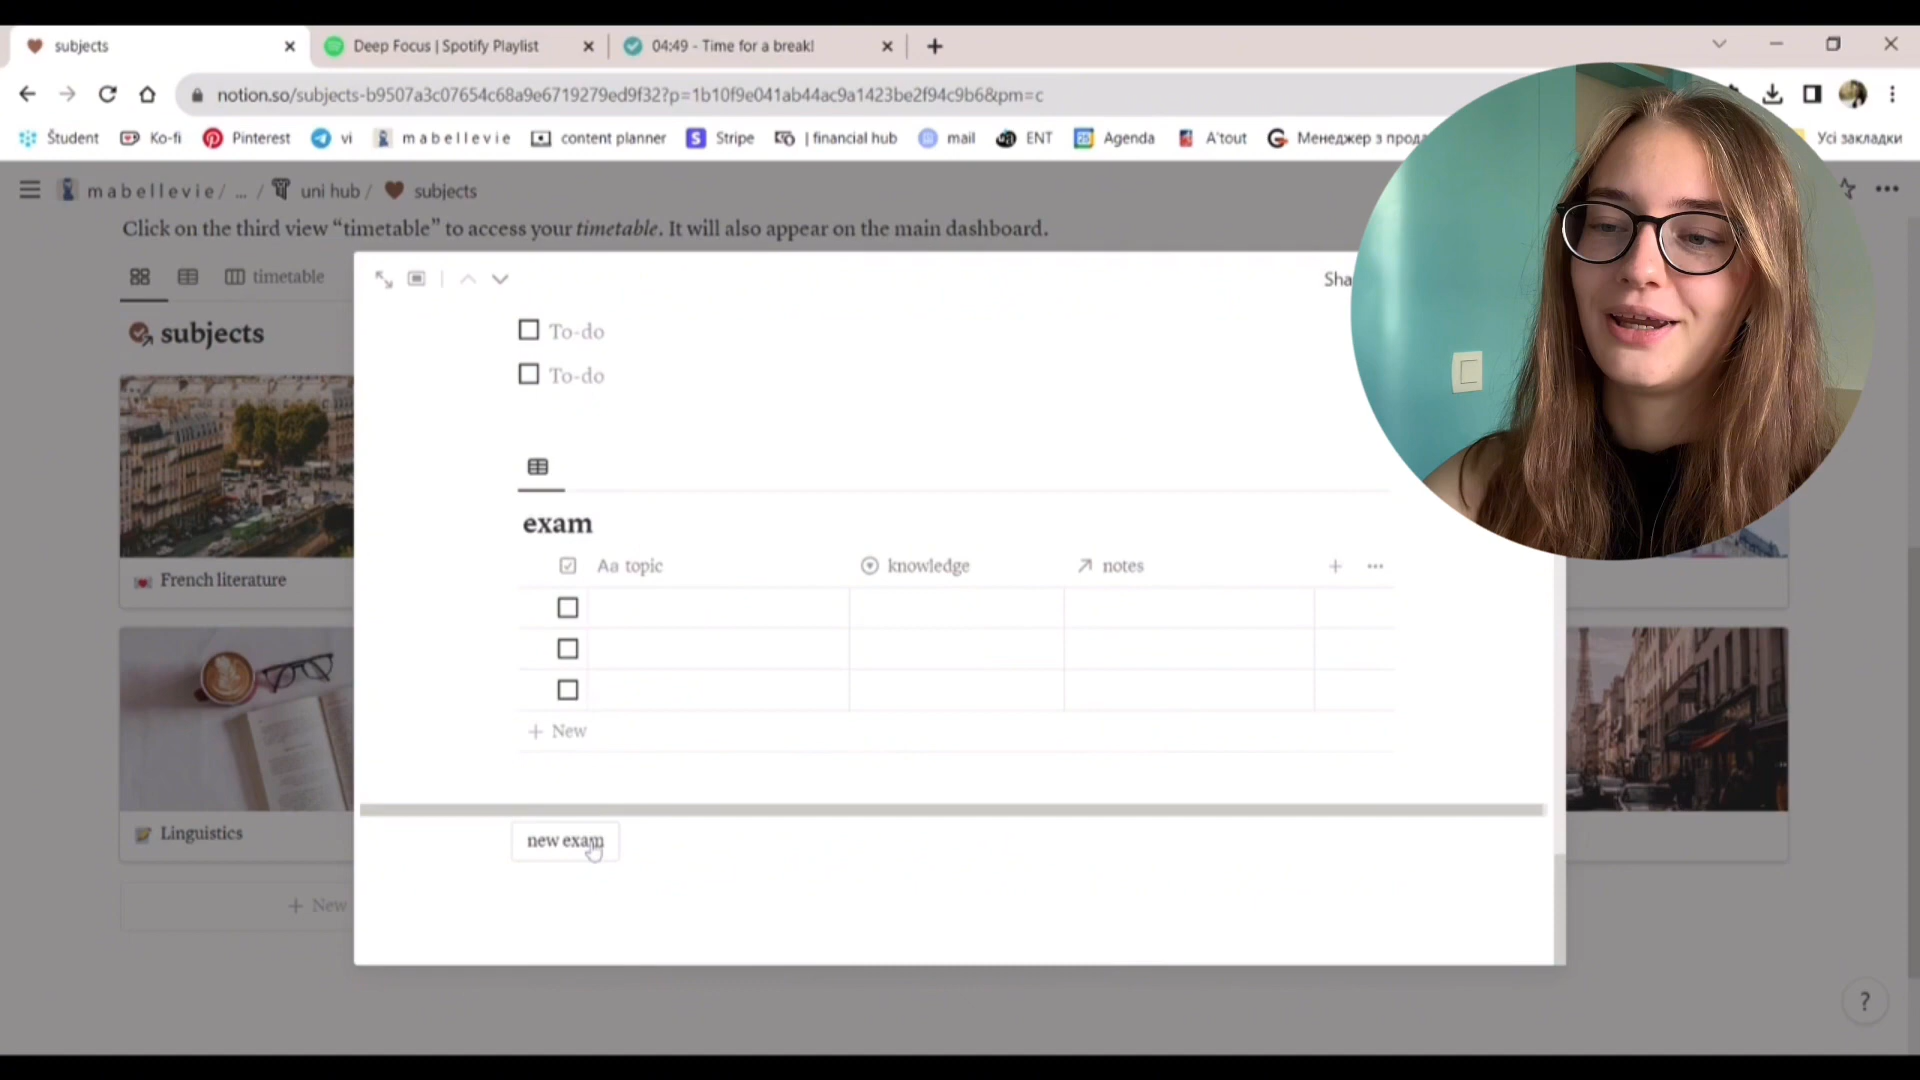 subjects
Deep Focus | Spotify Playlist
04:49 - Time for a break!
notion.so/subjects-b9507a3c07654c68a9e6719279ed9f32?p=1b10f9e041ab44ac9a1423be2f94c9b6&pm=c
Študent
Ko-fi
Pinterest
vi
mabellevie
content planner
Stripe
| financial hub
mail
ENT
Agenda
A'tout
Менеджер з прод
Усі закладки
mabellevie / ... / uni hub / subjects
Click on the third view “timetable” to access your timetable. It will also appear on the main dashboard.
timetable
Sha
subjects
To-do
To-do
exam
Aa topic
knowledge
notes
+ New
French literature
Linguistics
new exam
+ New
?